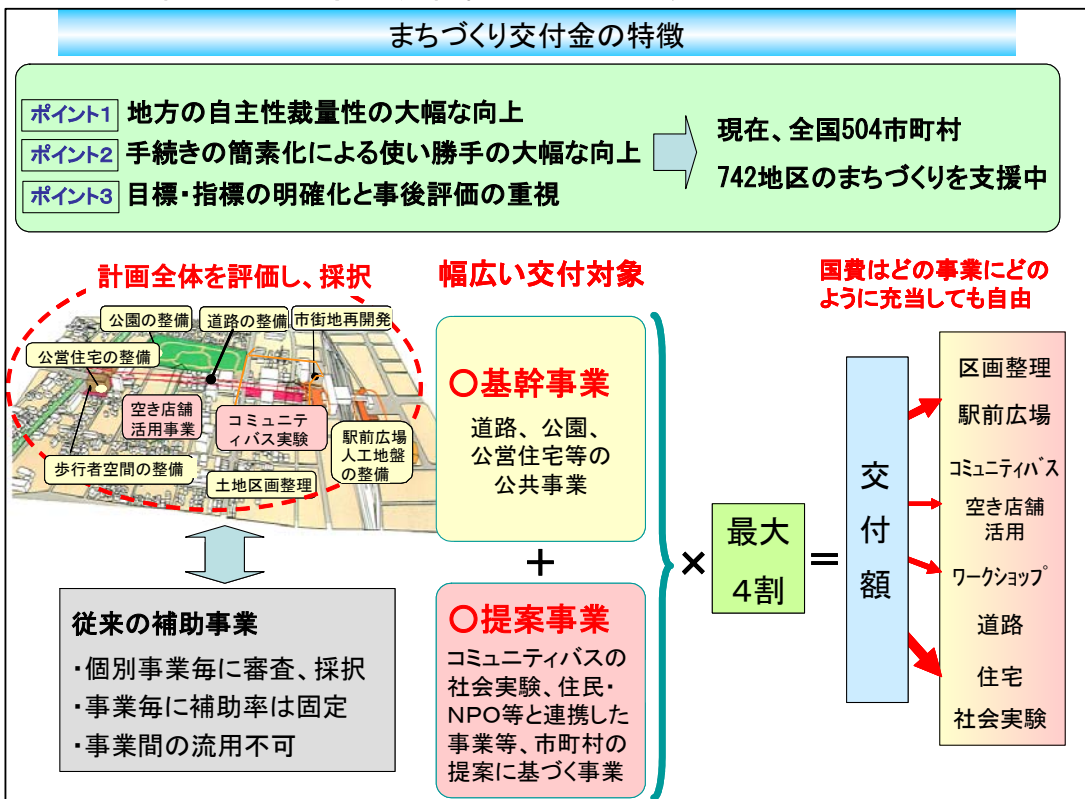 まちづくり交付金の特徴
ポイント1 地方の自主性裁量性の大幅な向上
ポイント2 手続きの簡素化による使い勝手の大幅な向上
ポイント3 目標・指標の明確化と事後評価の重視
現在、全国504市町村
742地区のまちづくりを支援中
計画全体を評価し、採択
公園の整備
道路の整備
市街地再開発
公営住宅の整備
空き店舗
活用事業
コミュニテ
ィバス実験
駅前広場
人工地盤
の整備
歩行者空間の整備
土地区画整理
従来の補助事業
・個別事業毎に審査、採択
・事業毎に補助率は固定
・事業間の流用不可
幅広い交付対象
〇基幹事業
道路、公園、
公営住宅等の
公共事業
+
〇提案事業
コミュニティバスの
社会実験、住民・
NPO等と連携した
事業等、市町村の
提案に基づく事業
×
最大
4割
=
交付額
国費はどの事業にどの
ように充当しても自由
区画整理
駅前広場
コミュニティバス
空き店舗
活用
ワークショップ
道路
住宅
社会実験